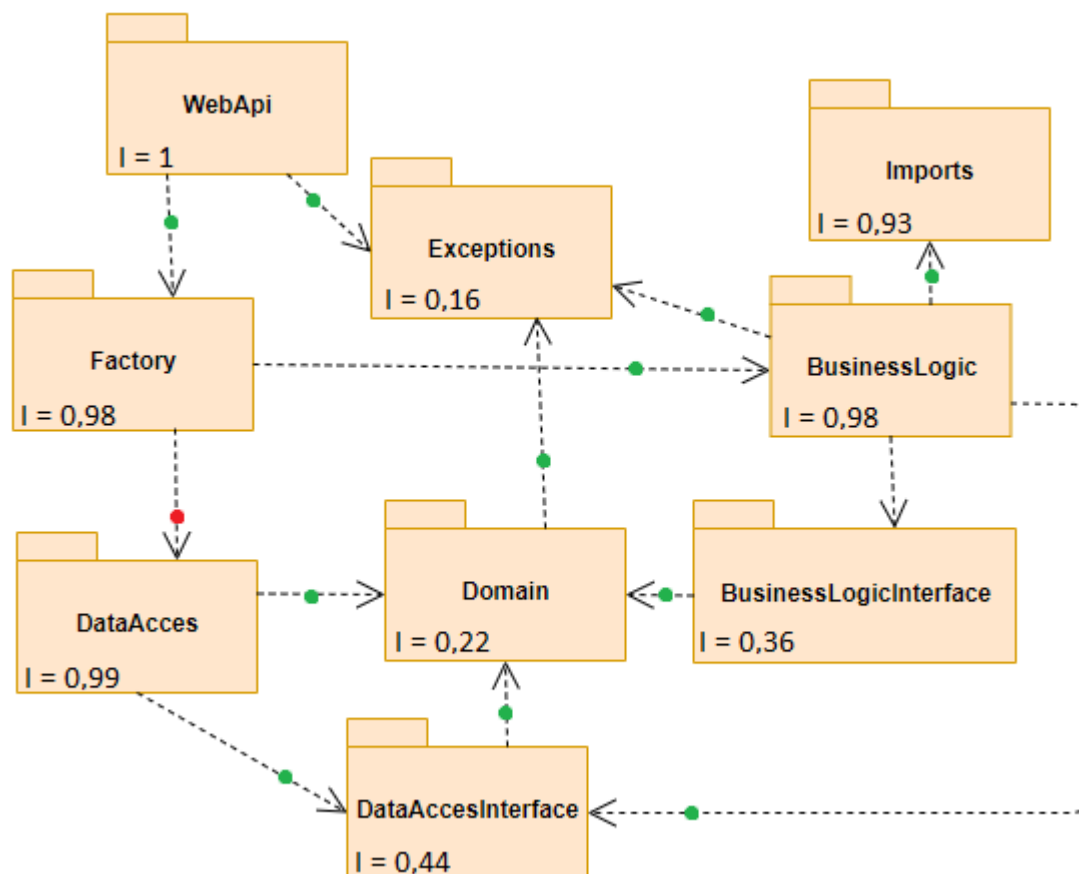 WebApi
I = 1
Imports
I = 0,93
Exceptions
I = 0,16
Factory
I = 0,98
BusinessLogic
I = 0,98
DataAcces
I = 0,99
Domain
I = 0,22
BusinessLogicInterface
I = 0,36
DataAccesInterface
I = 0,44